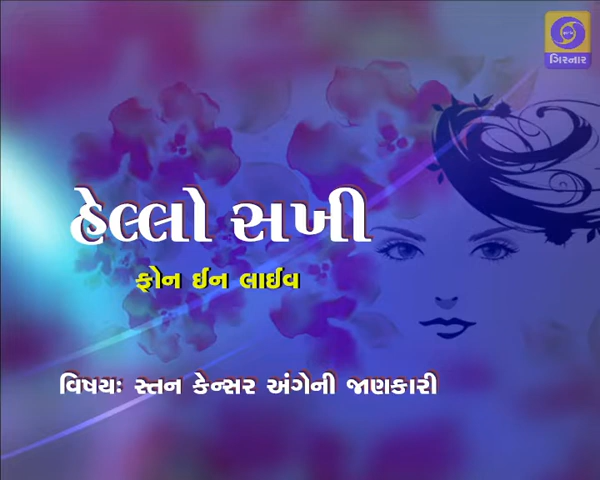 ગિરનાર
હેલ્લો સખી
ફોન ઈન લાઈવ
વિષયઃ સ્તન કેન્સર અંગેની જાણકારી